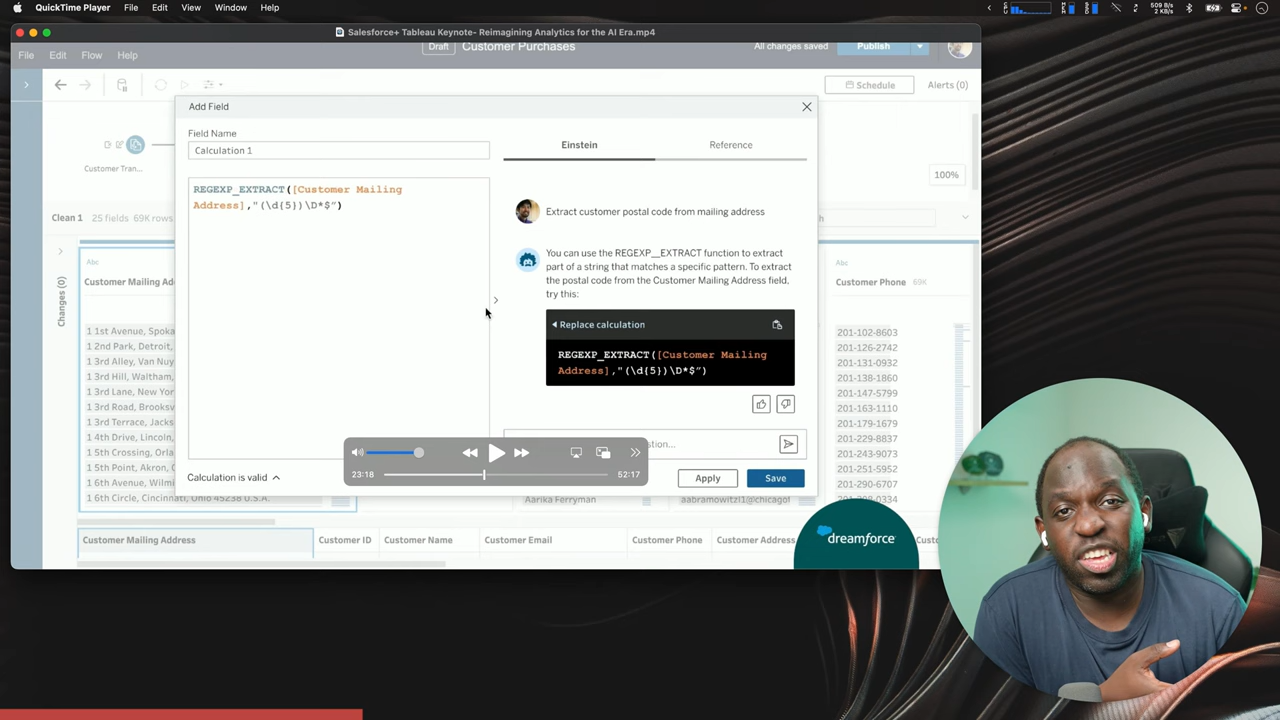 QuickTime Player File Edit View Window Help
509 B/s
2 KB/s
Salesforce+ Tableau Keynote- Reimagining Analytics for the AI Era.mp4
File Edit Flow Help
Draft Customer Purchases
All changes saved Publish
Schedule Alerts (0)
Add Field
Field Name
Calculation 1
Einstein Reference
Customer Tran...
100%
REGEXP_EXTRACT([Customer Mailing
Address],"(\d{5})\D*$")
Extract customer postal code from mailing address
Clean 1 25 fields 69K rows
You can use the REGEXP__EXTRACT function to extract
part of a string that matches a specific pattern. To extract
the postal code from the Customer Mailing Address field,
try this:
Replace calculation
REGEXP_EXTRACT([Customer Mailing
Address],"(\d{5})\D*$")
Changes (0)
Abc
Customer Mailing Ad
1 1st Avenue, Spoka
1 2nd Park, Detroit,
1 3rd Alley, Van Nuy
1 3rd Hill, Waltham,
1 3rd Lane, New York
1 3rd Road, Brooksv
1 3rd Terrace, Jacks
1 4th Drive, Lincoln,
1 5th Crossing, Orla
1 5th Point, Akron, O
1 6th Avenue, Wilmi
1 6th Circle, Cincinnati, Ohio 45238 U.S.A.
Abc
Customer Phone 696
201-102-8603
201-126-2742
201-131-0932
201-138-1860
201-147-5799
201-163-1110
201-179-1679
201-229-8837
201-243-9073
201-251-5952
201-290-6707
Calculation is valid
23:18 52:17
Apply Save
Aarika Ferryman
Customer Mailing Address Customer ID Customer Name Customer Email Customer Phone Customer Address
dreamforce